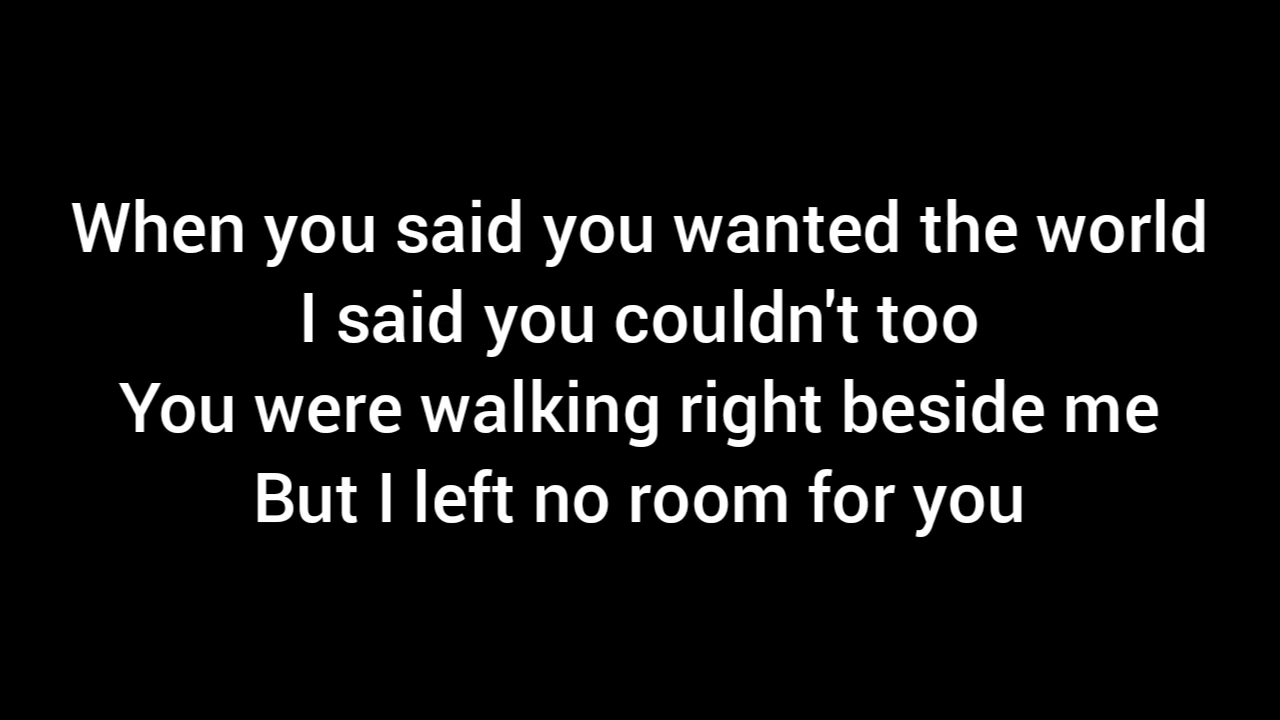 When you said you wanted the world
I said you couldn't too
You were walking right beside me
But I left no room for you